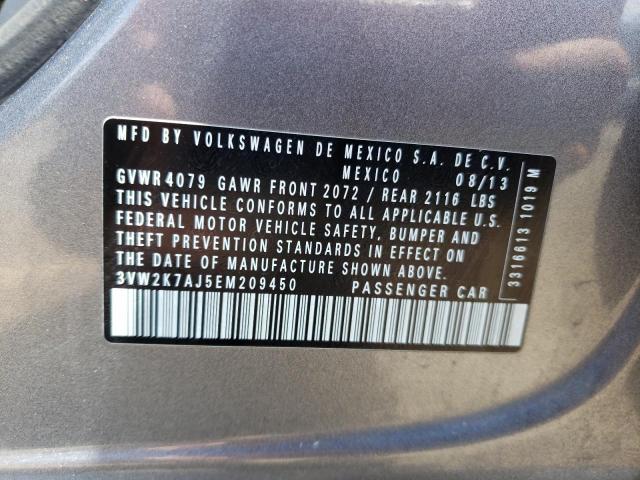 MFD BY VOLKSWAGEN DE MEXICO S.A. DE C.V.
MEXICO 08/13
GVWR 4079 GAWR FRONT 2072 / REAR 2116 LBS
THIS VEHICLE CONFORMS TO ALL APPLICABLE U.S.
FEDERAL MOTOR VEHICLE SAFETY, BUMPER AND
THEFT PREVENTION STANDARDS IN EFFECT ON
THE DATE OF MANUFACTURE SHOWN ABOVE.
3VW2K7AJ5EM209450 PASSENGER CAR
3316613 1019 M